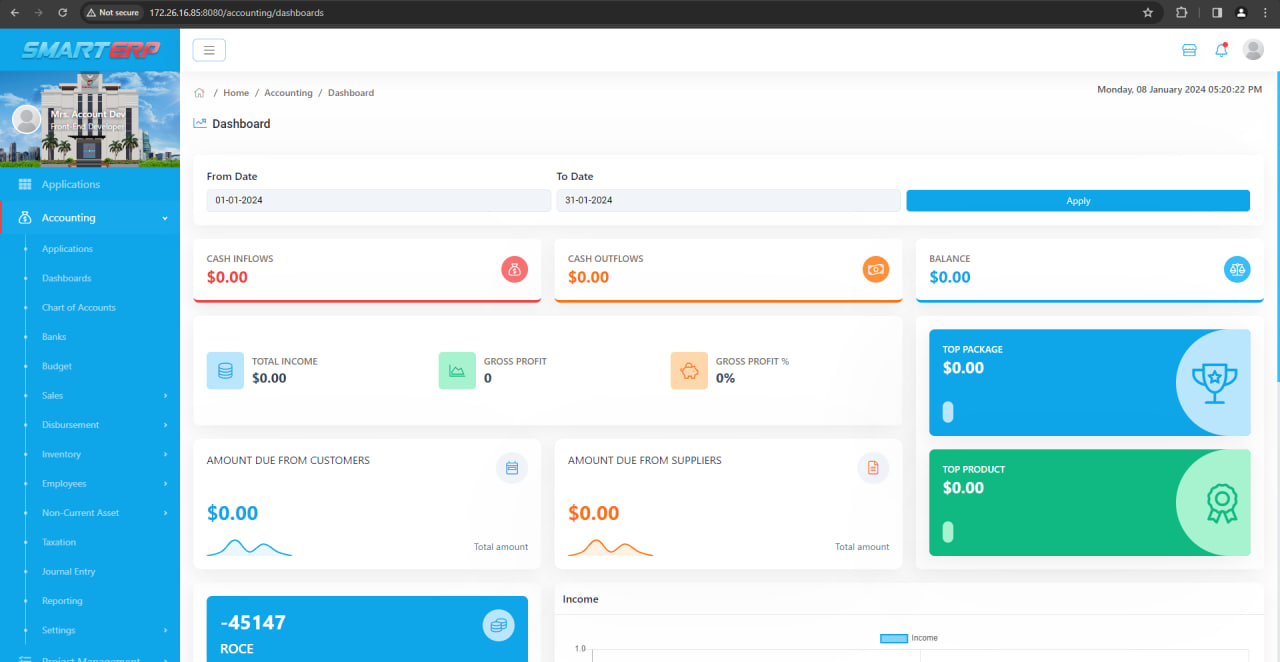 Not secure
172.26.16.85:8080/accounting/dashboards
SMART ERP
Mrs. Account Dev
Front-End Developer
Applications
Accounting
Applications
Dashboards
Chart of Accounts
Banks
Budget
Sales
Disbursement
Inventory
Employees
Non-Current Asset
Taxation
Journal Entry
Reporting
Settings
Project Management
/ Home / Accounting / Dashboard
Monday, 08 January 2024 05:20:22 PM
Dashboard
From Date
To Date
01-01-2024
31-01-2024
Apply
CASH INFLOWS
$0.00
CASH OUTFLOWS
$0.00
BALANCE
$0.00
TOTAL INCOME
$0.00
GROSS PROFIT
0
GROSS PROFIT %
0%
TOP PACKAGE
$0.00
TOP PRODUCT
$0.00
AMOUNT DUE FROM CUSTOMERS
$0.00
Total amount
AMOUNT DUE FROM SUPPLIERS
$0.00
Total amount
-45147
ROCE
Income
Income
1.0